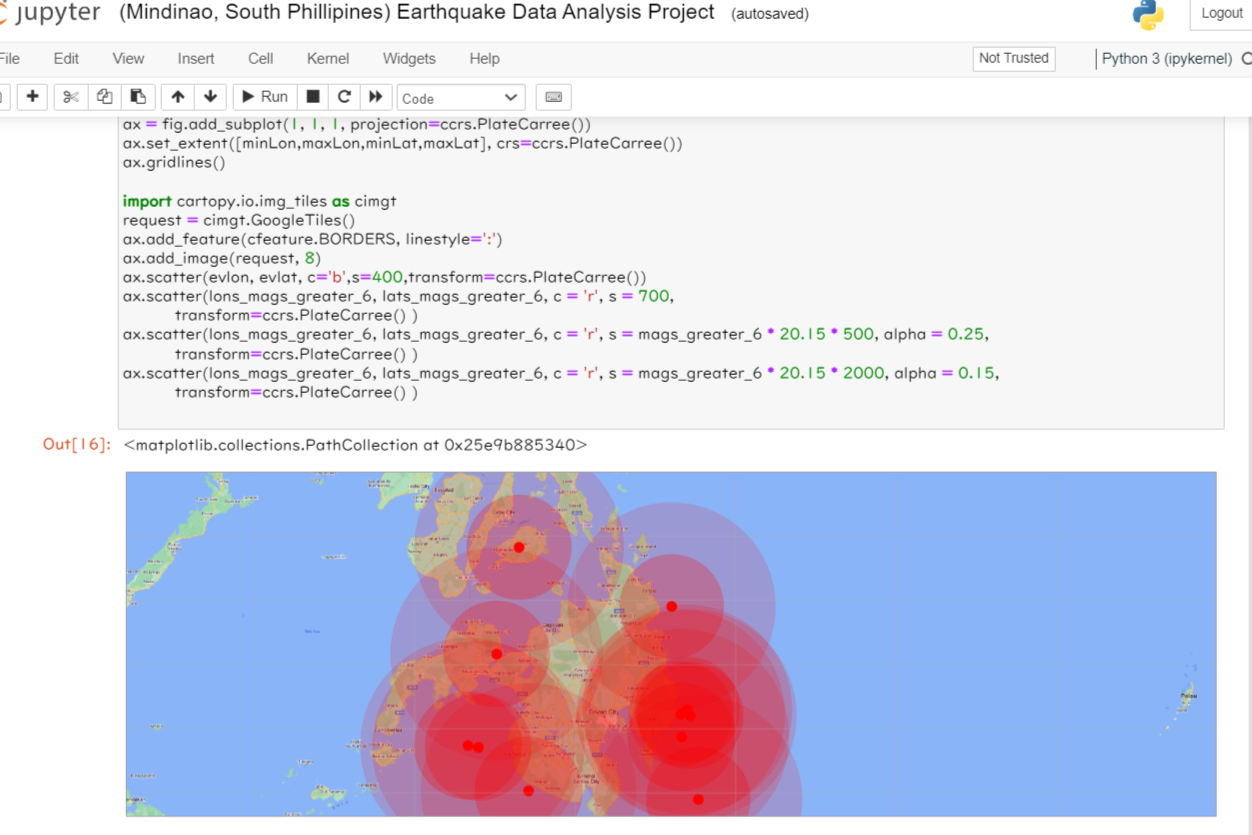 jupyter (Mindinao, South Phillipines) Earthquake Data Analysis Project (autosaved) Logout
File Edit View Insert Cell Kernel Widgets Help Not Trusted Python 3 (ipykernel)
Run Code
ax = fig.add_subplot(1, 1, 1, projection=ccrs.PlateCarree())
ax.set_extent([minLon,maxLon,minLat,maxLat], crs=ccrs.PlateCarree())
ax.gridlines()
import cartopy.io.img_tiles as cimgt
request = cimgt.GoogleTiles()
ax.add_feature(cfeature.BORDERS, linestyle=':')
ax.add_image(request, 8)
ax.scatter(evlon, evlat, c='b',s=400,transform=ccrs.PlateCarree())
ax.scatter(lons_mags_greater_6, lats_mags_greater_6, c = 'r', s = 700,
transform=ccrs.PlateCarree() )
ax.scatter(lons_mags_greater_6, lats_mags_greater_6, c = 'r', s = mags_greater_6 * 20.15 * 500, alpha = 0.25,
transform=ccrs.PlateCarree() )
ax.scatter(lons_mags_greater_6, lats_mags_greater_6, c = 'r', s = mags_greater_6 * 20.15 * 2000, alpha = 0.15,
transform=ccrs.PlateCarree() )
Out[16]: <matplotlib.collections.PathCollection at 0x25e9b885340>
Palau
Davao City